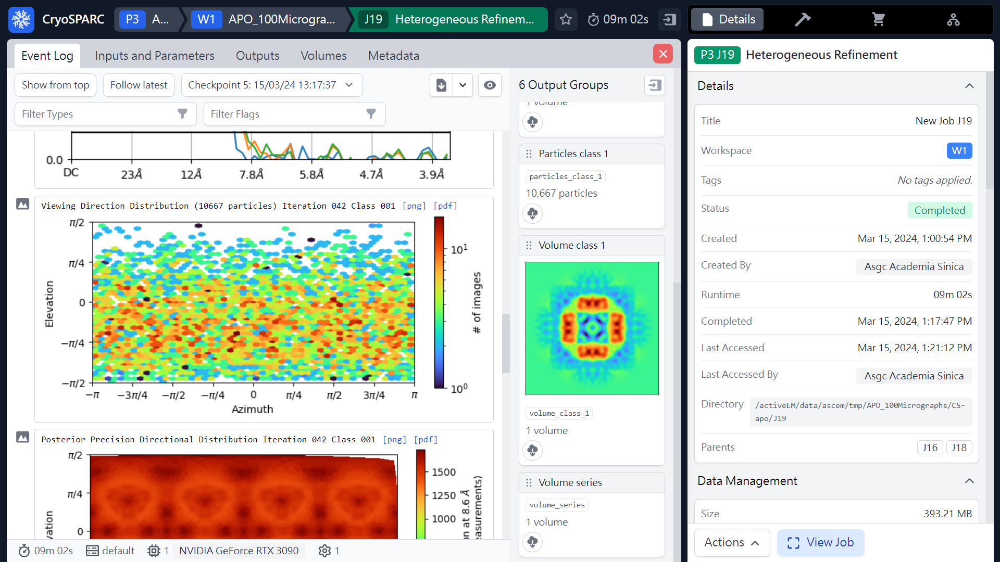 CryoSPARC P3 A... W1 APO_100Microgra... J19 Heterogeneous Refinem... 09m 02s Details
Event Log Inputs and Parameters Outputs Volumes Metadata
Show from top Follow latest Checkpoint 5: 15/03/24 13:17:37
Filter Types Filter Flags
0.0
DC 23Å 12Å 7.8Å 5.8Å 4.7Å 3.9Å
Viewing Direction Distribution (10667 particles) Iteration 042 Class 001 [png] [pdf]
π/2
π/4
0
−π/4
−π/2
Elevation
−π −3π/4 −π/2 −π/4 0 π/4 π/2 3π/4 π
Azimuth
10¹
10⁰
# of images
Posterior Precision Directional Distribution Iteration 042 Class 001 [png] [pdf]
π/2
π/4
0
vation
1500
1250
1000
on at 8.6 Å
easurements)
09m 02s default 1 NVIDIA GeForce RTX 3090 1
6 Output Groups
1 volume
Particles class 1
particles_class_1
10,667 particles
Volume class 1
volume_class_1
1 volume
Volume series
volume_series
1 volume
P3 J19 Heterogeneous Refinement
Details
Title New Job J19
Workspace W1
Tags No tags applied.
Status Completed
Created Mar 15, 2024, 1:00:54 PM
Created By Asgc Academia Sinica
Runtime 09m 02s
Completed Mar 15, 2024, 1:17:47 PM
Last Accessed Mar 15, 2024, 1:21:12 PM
Last Accessed By Asgc Academia Sinica
Directory /activeEM/data/ascem/tmp/APO_100Micrographs/CS-
apo/J19
Parents J16 J18
Data Management
Size 393.21 MB
Actions View Job